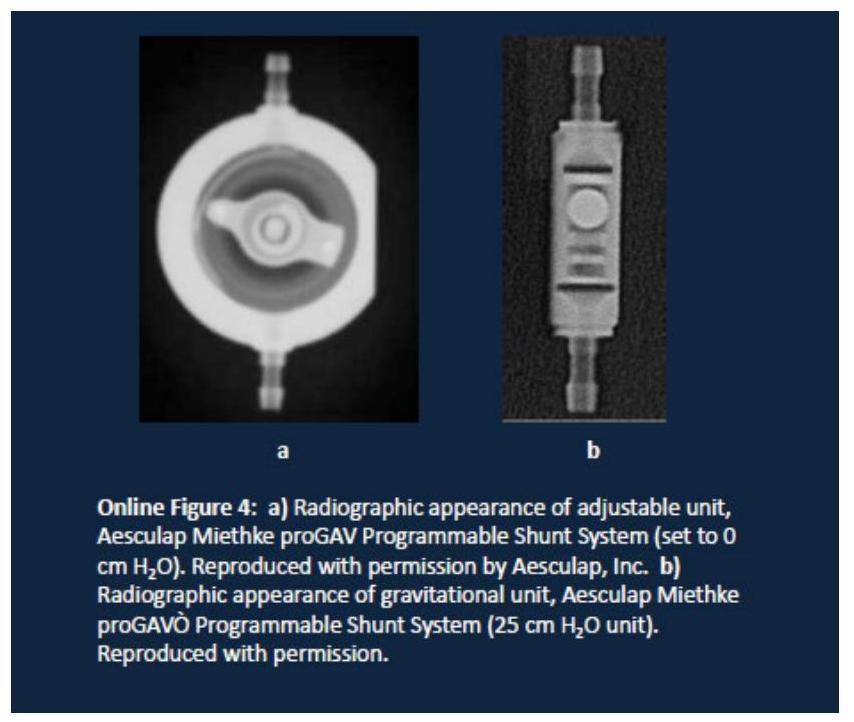 a
b
Online Figure 4: a) Radiographic appearance of adjustable unit,
Aesculap Miethke proGAV Programmable Shunt System (set to 0
cm H₂O). Reproduced with permission by Aesculap, Inc. b)
Radiographic appearance of gravitational unit, Aesculap Miethke
proGAVÒ Programmable Shunt System (25 cm H₂O unit).
Reproduced with permission.